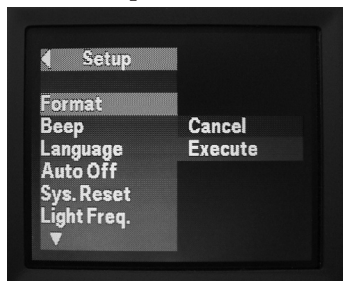 Setup
Format
Beep
Cancel
Language
Execute
Auto Off
Sys. Reset
Light Freq.